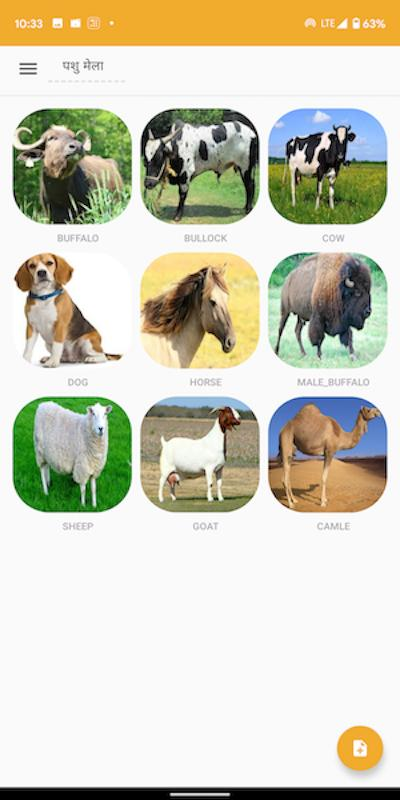 10:33
LTE 63%
पशु मेला
BUFFALO
BULLOCK
COW
DOG
HORSE
MALE_BUFFALO
SHEEP
GOAT
CAMLE